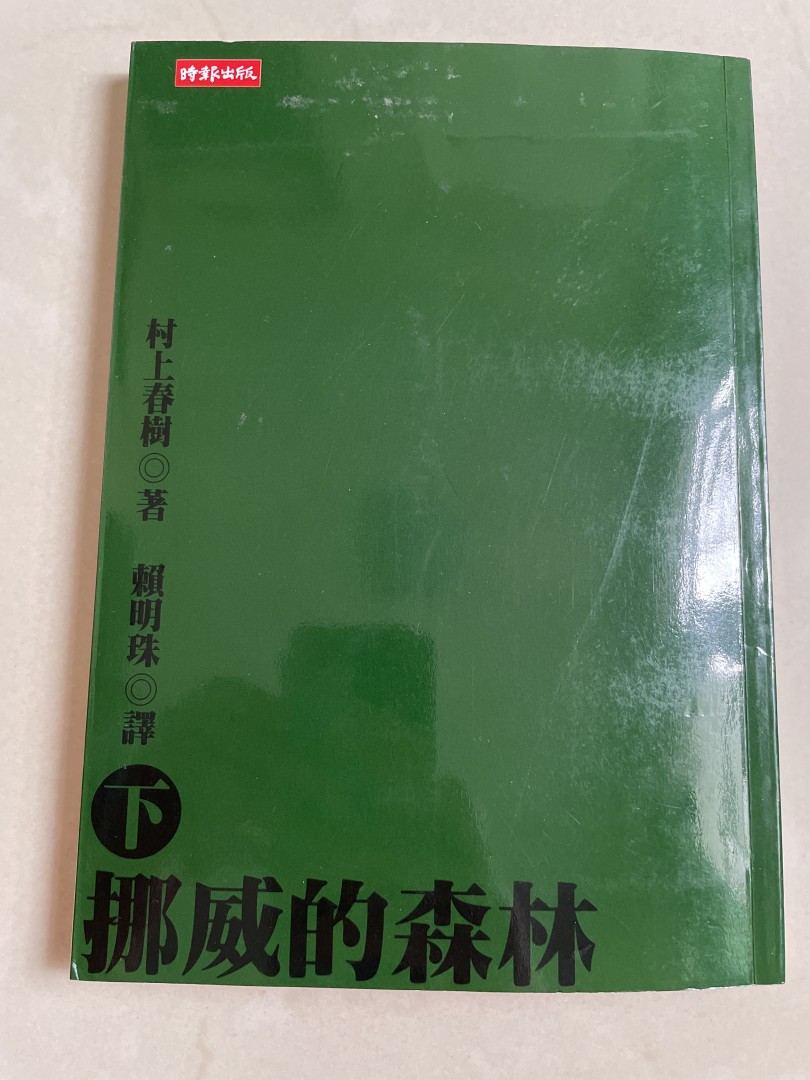 時報出版
村上春樹◎著
賴明珠◎譯
下
挪威的森林